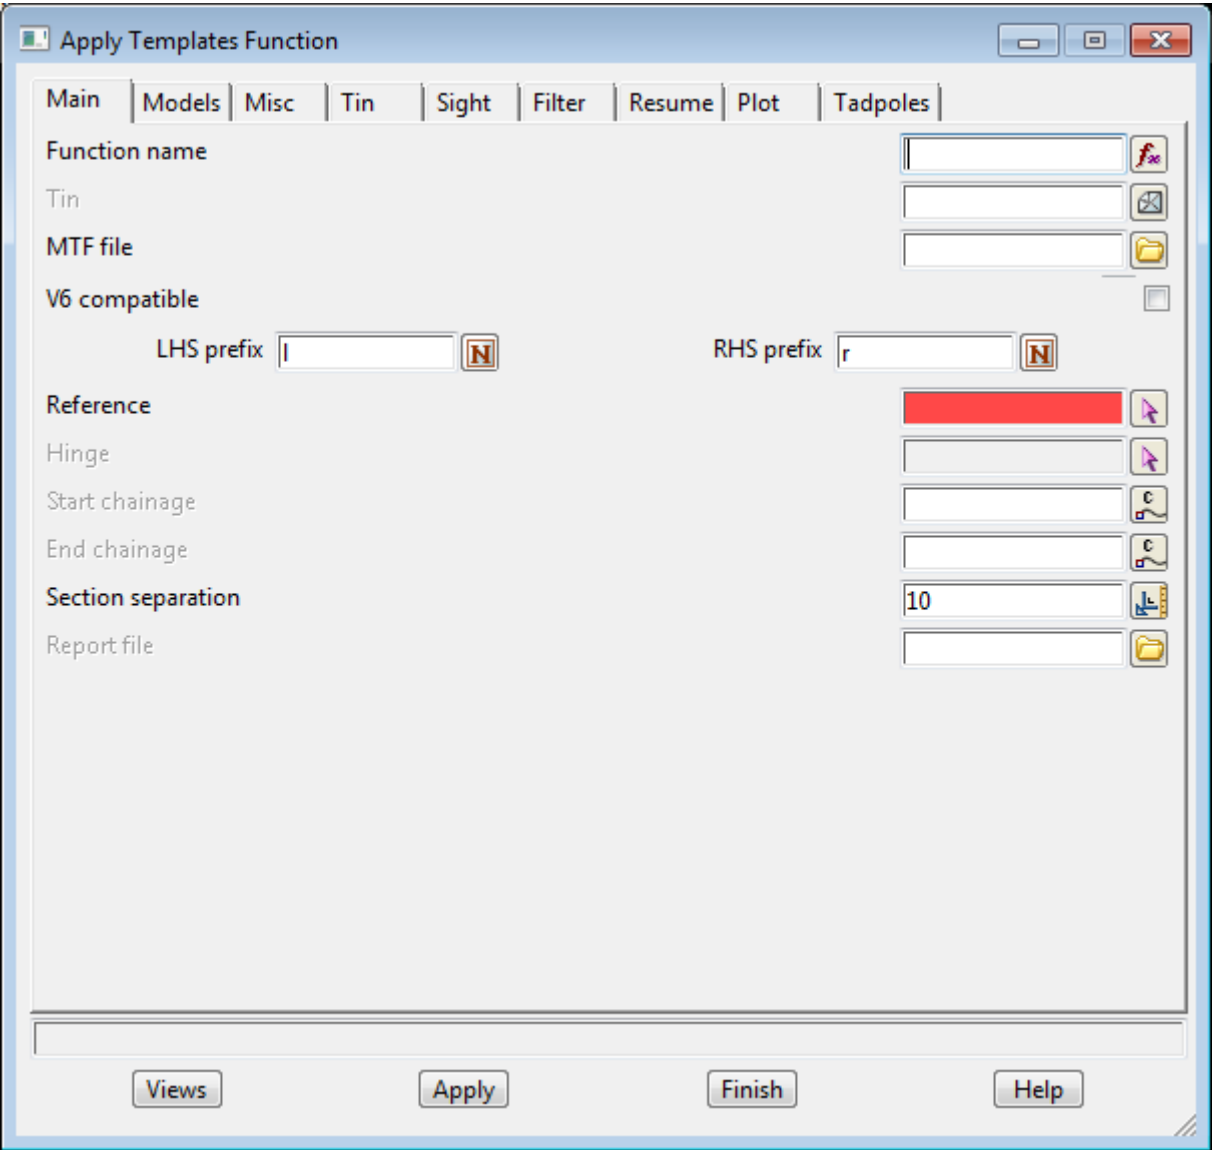 Apply Templates Function
Main Models Misc Tin Sight Filter Resume Plot Tadpoles
Function name
Tin
MTF file
V6 compatible
LHS prefix l N RHS prefix r N
Reference
Hinge
Start chainage C
End chainage C
Section separation 10
Report file
Views Apply Finish Help